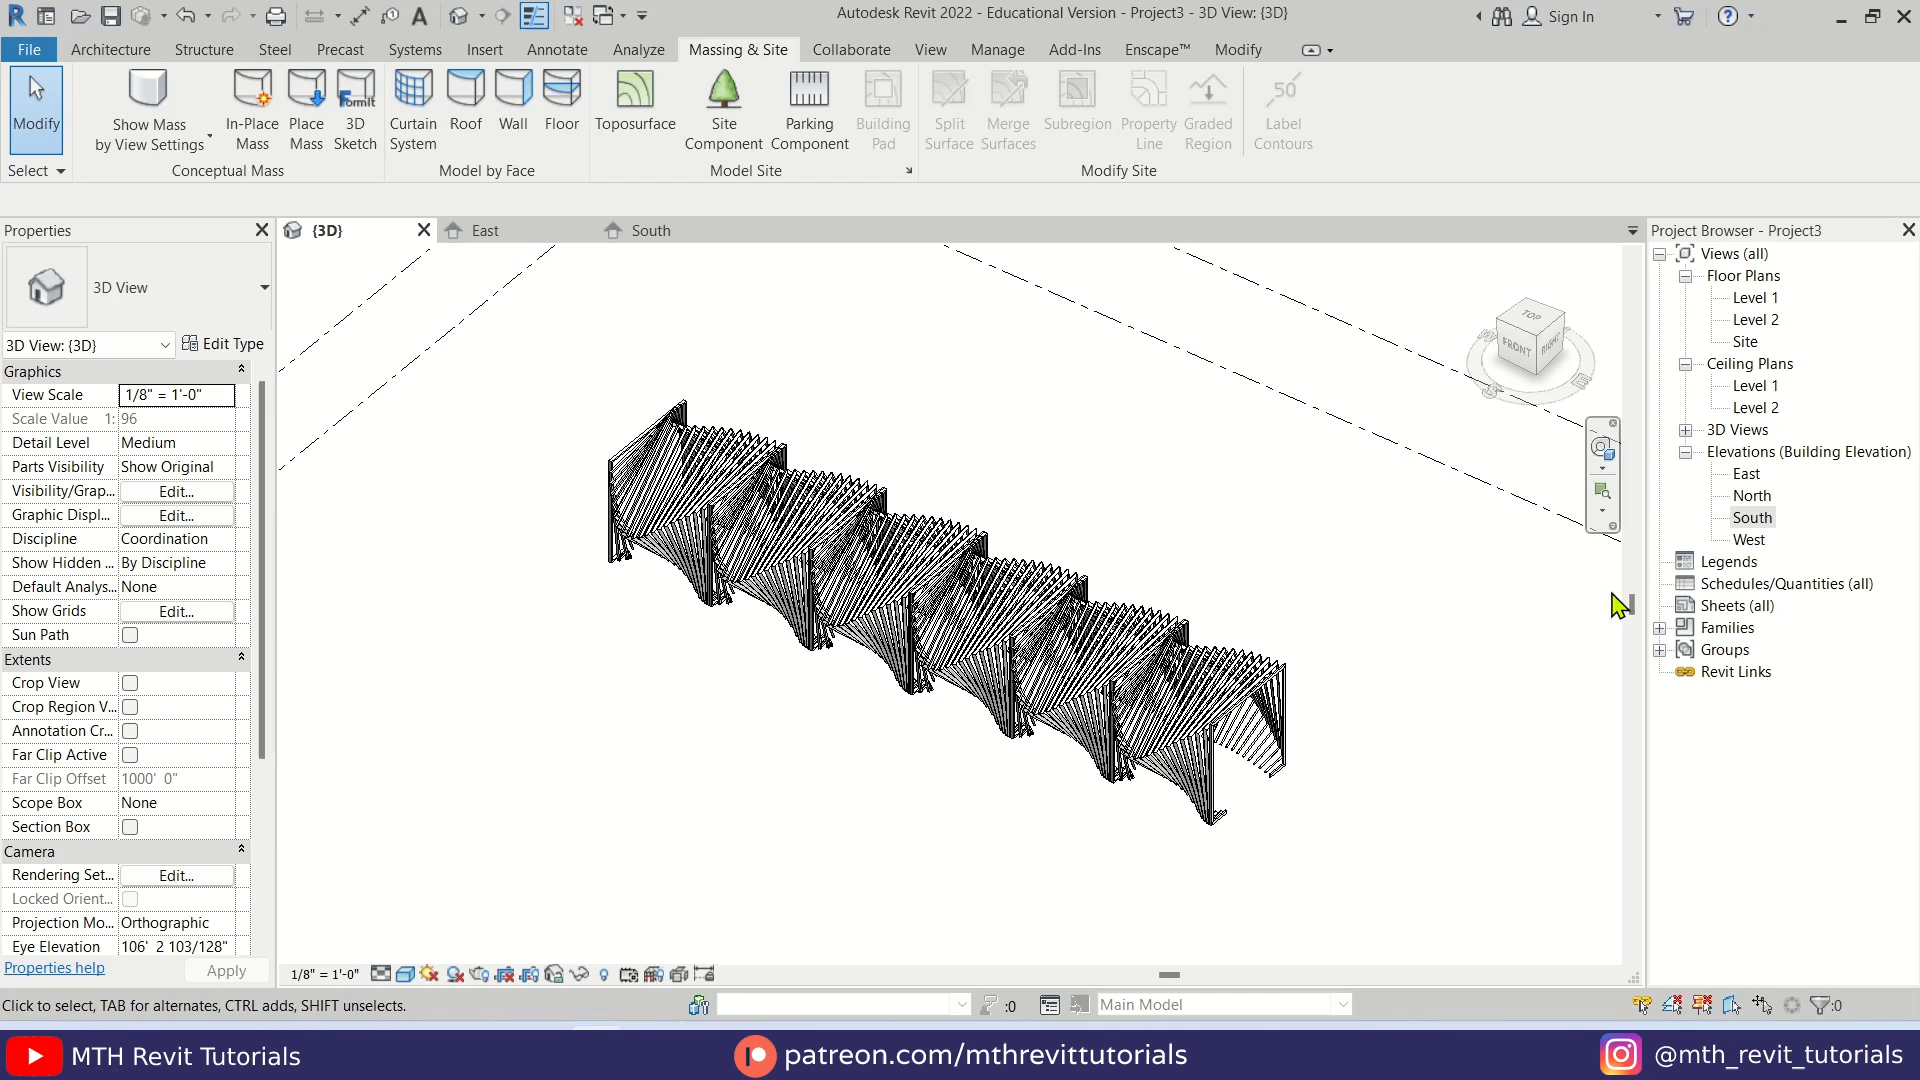 Autodesk Revit 2022 - Educational Version - Project3 - 3D View: {3D}
Sign In
File Architecture Structure Steel Precast Systems Insert Annotate Analyze Massing & Site Collaborate View Manage Add-Ins Enscape™ Modify
Modify
Show Mass
by View Settings
In-Place
Mass
Place
Mass
FormIt
3D
Sketch
Curtain
System
Roof
Wall
Floor
Toposurface
Site
Component
Parking
Component
Building
Pad
Split
Surface
Merge
Surfaces
Subregion
Property
Line
Graded
Region
50
Label
Contours
Select
Conceptual Mass
Model by Face
Model Site
Modify Site
Properties
3D View
3D View: {3D}
Edit Type
Graphics
View Scale 1/8" = 1'-0"
Scale Value 1: 96
Detail Level Medium
Parts Visibility Show Original
Visibility/Grap... Edit...
Graphic Displ... Edit...
Discipline Coordination
Show Hidden ... By Discipline
Default Analys... None
Show Grids Edit...
Sun Path
Extents
Crop View
Crop Region V...
Annotation Cr...
Far Clip Active
Far Clip Offset 1000' 0"
Scope Box None
Section Box
Camera
Rendering Set... Edit...
Locked Orient...
Projection Mo... Orthographic
Eye Elevation 106' 2 103/128"
Properties help
Apply
{3D}
East
South
TOP
FRONT
RIGHT
S
E
1/8" = 1'-0"
Project Browser - Project3
Views (all)
Floor Plans
Level 1
Level 2
Site
Ceiling Plans
Level 1
Level 2
3D Views
Elevations (Building Elevation)
East
North
South
West
Legends
Schedules/Quantities (all)
Sheets (all)
Families
Groups
Revit Links
Click to select, TAB for alternates, CTRL adds, SHIFT unselects.
:0
Main Model
:0
MTH Revit Tutorials
patreon.com/mthrevittutorials
@mth_revit_tutorials